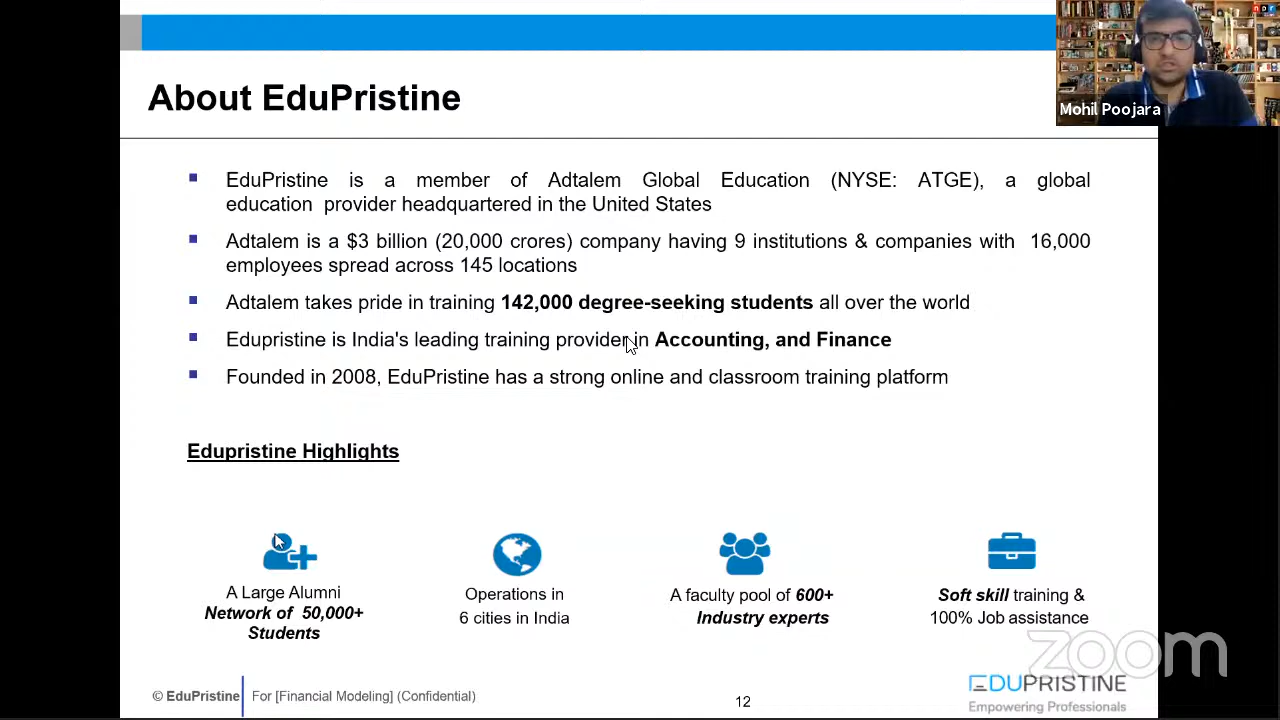 About EduPristine
Mohil Poojara
EduPristine is a member of Adtalem Global Education (NYSE: ATGE), a global
education provider headquartered in the United States
Adtalem is a $3 billion (20,000 crores) company having 9 institutions & companies with 16,000
employees spread across 145 locations
Adtalem takes pride in training 142,000 degree-seeking students all over the world
Edupristine is India's leading training provider in Accounting, and Finance
Founded in 2008, EduPristine has a strong online and classroom training platform
Edupristine Highlights
A Large Alumni
Network of 50,000+
Students
Operations in
6 cities in India
A faculty pool of 600+
Industry experts
Soft skill training &
100% Job assistance
zoom
© EduPristine
For [Financial Modeling] (Confidential)
12
EDUPRISTINE
Empowering Professionals